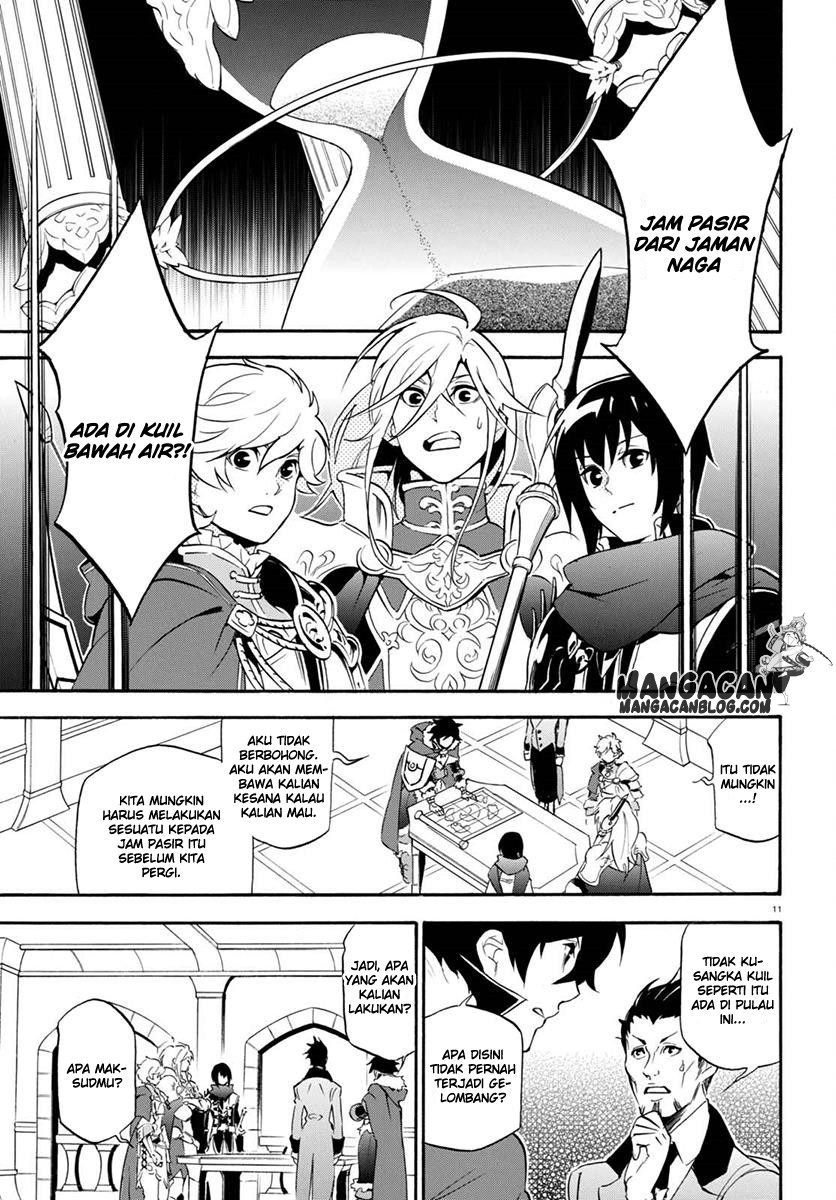 JAM PASIR
DARI JAMAN
NAGA
ADA DI KUIL
BAWAH AIR?!
MANGACAN
MANGACANBLOG.COM
ITU TIDAK
MUNGKIN
...!
AKU TIDAK
BERBOHONG.
AKU AKAN MEM-
BAWA KALIAN
KESANA KALAU
KALIAN MAU.
KITA MUNGKIN
HARUS MELAKUKAN
SESUATU KEPADA
JAM PASIR ITU
SEBELUM KITA
PERGI.
11
TIDAK KU-
SANGKA KUIL
SEPERTI ITU
ADA DI PULAU
INI...
APA DISINI
TIDAK PERNAH
TERJADI GE-
LOMBANG?
JADI, APA
YANG AKAN
KALIAN
LAKUKAN?
APA MAK-
SUDMU?